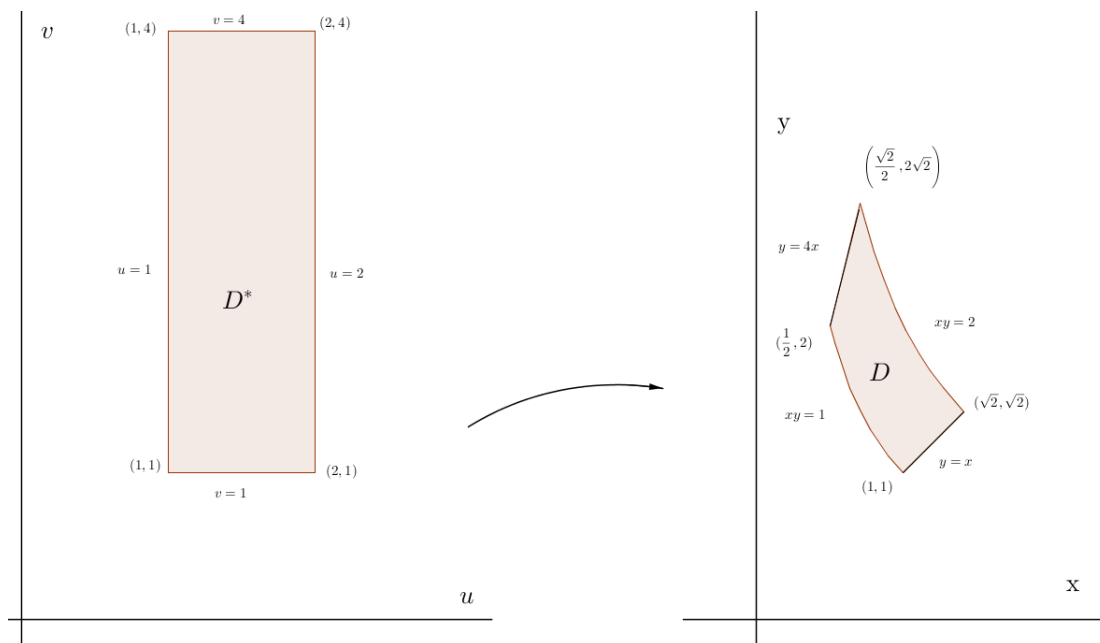 v
(1, 4)
v = 4
(2, 4)
u = 1
u = 2
D*
(1, 1)
(2, 1)
v = 1
u
y
(√2/2, 2√2)
y = 4x
(1/2, 2)
xy = 2
D
xy = 1
(√2, √2)
y = x
(1, 1)
x